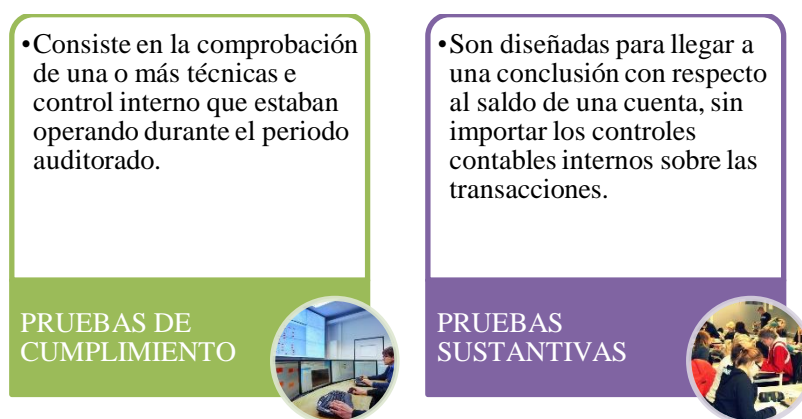 •Consiste en la comprobación
de una o más técnicas e
control interno que estaban
operando durante el periodo
auditorado.
PRUEBAS DE
CUMPLIMIENTO
•Son diseñadas para llegar a
una conclusión con respecto
al saldo de una cuenta, sin
importar los controles
contables internos sobre las
transacciones.
PRUEBAS
SUSTANTIVAS